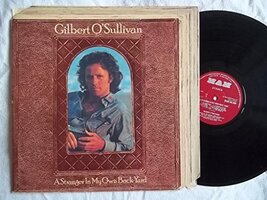 Gilbert O'Sullivan
A Stranger In My Own Back Yard
MAM